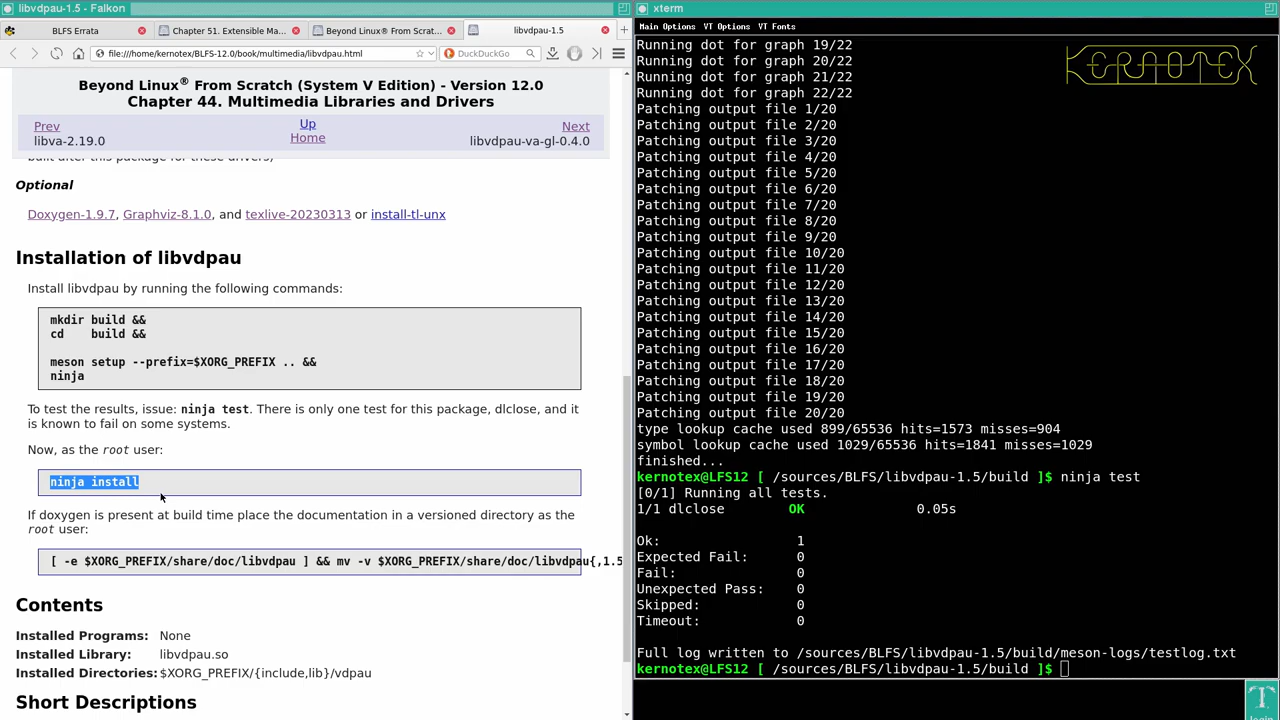 libvdpau-1.5 - Falkon
BLFS Errata
Chapter 51. Extensible Ma...
Beyond Linux® From Scrat...
libvdpau-1.5
file:///home/kernotex/BLFS-12.0/book/multimedia/libvdpau.html
DuckDuckGo
Beyond Linux® From Scratch (System V Edition) - Version 12.0
Chapter 44. Multimedia Libraries and Drivers
Prev
Up
Next
libva-2.19.0
Home
libvdpau-va-gl-0.4.0
built after this package for these drivers)
Optional
Doxygen-1.9.7, Graphviz-8.1.0, and texlive-20230313 or install-tl-unx
Installation of libvdpau
Install libvdpau by running the following commands:
mkdir build &&
cd    build &&
meson setup --prefix=$XORG_PREFIX .. &&
ninja
To test the results, issue: ninja test. There is only one test for this package, dlclose, and it
is known to fail on some systems.
Now, as the root user:
ninja install
If doxygen is present at build time place the documentation in a versioned directory as the
root user:
[ -e $XORG_PREFIX/share/doc/libvdpau ] && mv -v $XORG_PREFIX/share/doc/libvdpau{,1.5
Contents
Installed Programs: None
Installed Library: libvdpau.so
Installed Directories: $XORG_PREFIX/{include,lib}/vdpau
Short Descriptions
xterm
Main Options VT Options VT Fonts
KERNOTEX
Running dot for graph 19/22
Running dot for graph 20/22
Running dot for graph 21/22
Running dot for graph 22/22
Patching output file 1/20
Patching output file 2/20
Patching output file 3/20
Patching output file 4/20
Patching output file 5/20
Patching output file 6/20
Patching output file 7/20
Patching output file 8/20
Patching output file 9/20
Patching output file 10/20
Patching output file 11/20
Patching output file 12/20
Patching output file 13/20
Patching output file 14/20
Patching output file 15/20
Patching output file 16/20
Patching output file 17/20
Patching output file 18/20
Patching output file 19/20
Patching output file 20/20
type lookup cache used 899/65536 hits=1573 misses=904
symbol lookup cache used 1029/65536 hits=1841 misses=1029
finished...
kernotex@LFS12 [ /sources/BLFS/libvdpau-1.5/build ]$ ninja test
[0/1] Running all tests.
1/1 dlclose        OK              0.05s
Ok:                 1
Expected Fail:      0
Fail:               0
Unexpected Pass:    0
Skipped:            0
Timeout:            0
Full log written to /sources/BLFS/libvdpau-1.5/build/meson-logs/testlog.txt
kernotex@LFS12 [ /sources/BLFS/libvdpau-1.5/build ]$
T
login